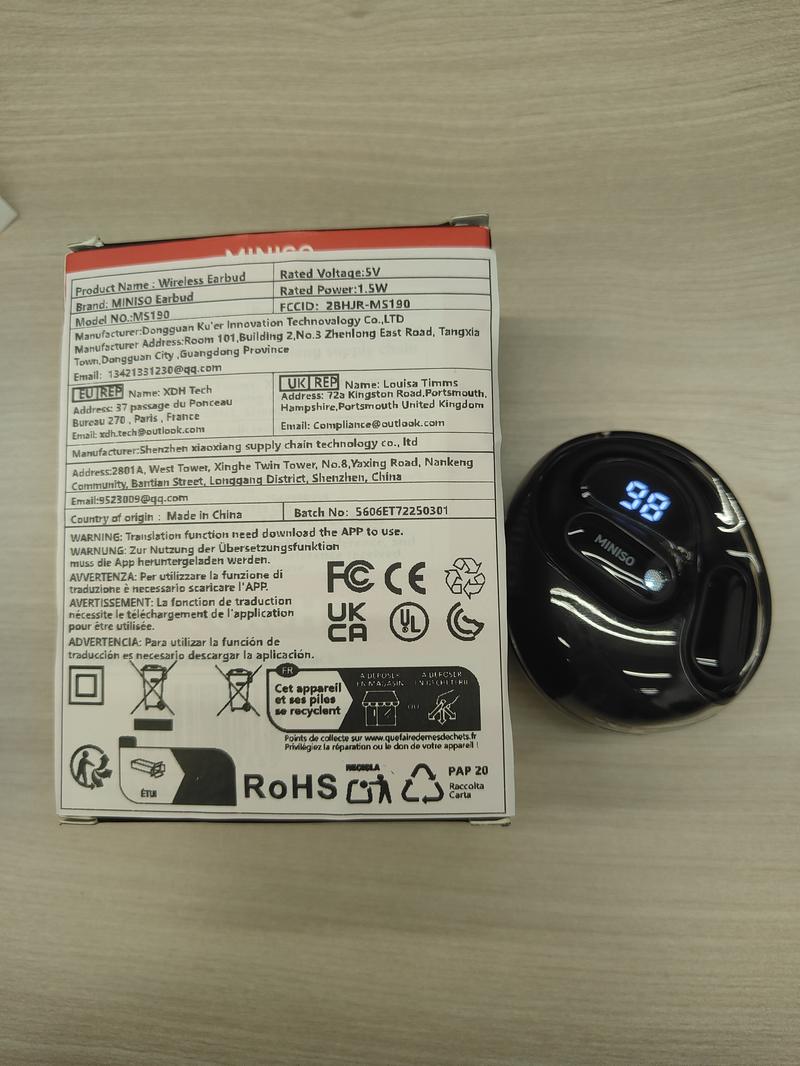 MINISO
Product Name : Wireless Earbud
Rated Voltage:5V
Brand: MINISO Earbud
Rated Power:1.5W
Model NO.:MS190
FCCID: 2BHJR-MS190
Manufacturer:Dongguan Ku'er Innovation Technovalogy Co.,LTD
Manufacturer Address:Room 101,Building 2,No.3 Zhenlong East Road, Tangxia
Town,Dongguan City ,Guangdong Province
Email: 13421331230@qq.com
EU REP Name: XDH Tech
Address: 37 passage du Ponceau
Bureau 270 , Paris , France
Email: xdh.tech@outlook.com
UK REP Name: Louisa Timms
Address: 72a Kingston Road,Portsmouth,
Hampshire,Portsmouth United Kingdom
Email: Compliance@outlook.com
Manufacturer:Shenzhen xiaoxiang supply chain technology co., ltd
Address:2801A, West Tower, Xinghe Twin Tower, No.8,Yaxing Road, Nankeng
Community, Bantian Street, Longgang District, Shenzhen, China
Email:9523009@qq.com
Country of origin : Made in China
Batch No: 5606ET72250301
WARNING: Translation function need download the APP to use.
WARNUNG: Zur Nutzung der Übersetzungsfunktion
muss die App heruntergeladen werden.
AVVERTENZA: Per utilizzare la funzione di
traduzione è necessario scaricare l'APP.
AVERTISSEMENT: La fonction de traduction
nécessite le téléchargement de l'application
pour être utilisée.
ADVERTENCIA: Para utilizar la función de
traducción es necesario descargar la aplicación.
FC CE
UK
CA
UL
FR
Cet appareil
et ses piles
se recyclent
À DÉPOSER
EN MAGASIN
OU
À DÉPOSER
EN DÉCHÈTERIE
Points de collecte sur www.quefairedemesdechets.fr
Privilégiez la réparation ou le don de votre appareil !
ÉTUI
RoHS
RECICLA
PAP 20
Raccolta
Carta
98
MINISO